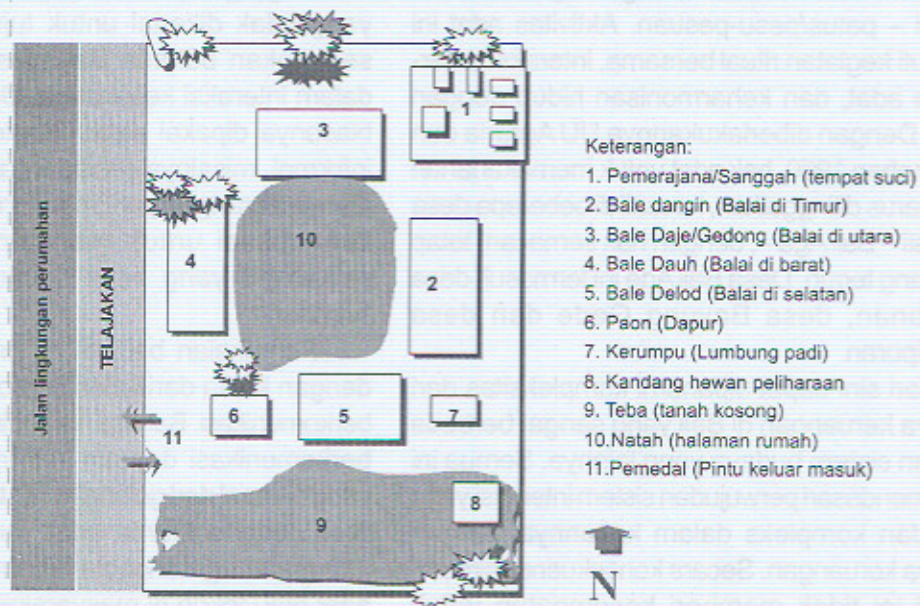 Jalan lingkungan perumahan
TELAJAKAN
1
3
10
4
2
6
5
7
11
8
9
Keterangan:
1. Pemerajana/Sanggah (tempat suci)
2. Bale dangin (Balai di Timur)
3. Bale Daje/Gedong (Balai di utara)
4. Bale Dauh (Balai di barat)
5. Bale Delod (Balai di selatan)
6. Paon (Dapur)
7. Kerumpu (Lumbung padi)
8. Kandang hewan peliharaan
9. Teba (tanah kosong)
10.Natah (halaman rumah)
11.Pemedal (Pintu keluar masuk)
N